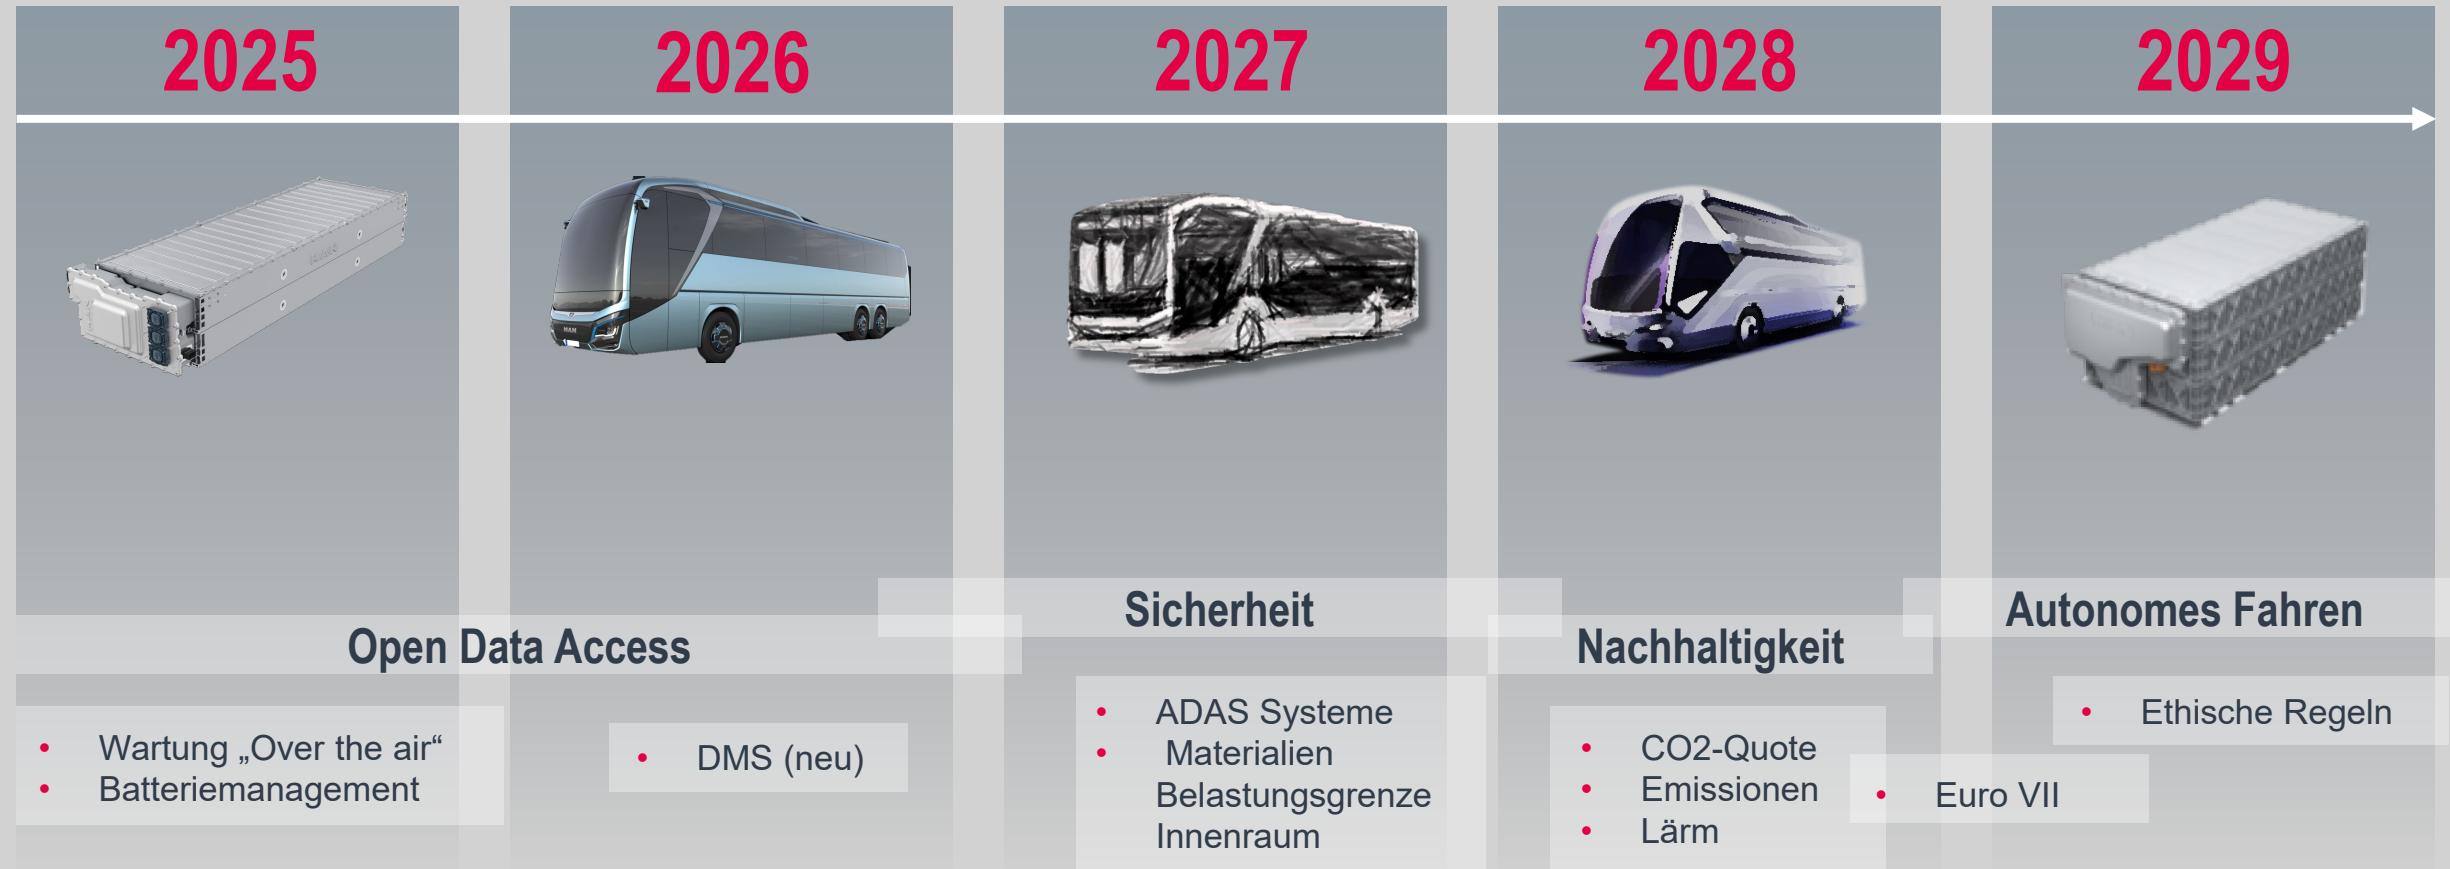 2025
2026
2027
2028
2029
MAN
Open Data Access
Sicherheit
Nachhaltigkeit
Autonomes Fahren
• Wartung „Over the air“
• Batteriemanagement
• DMS (neu)
• ADAS Systeme
• Materialien
Belastungsgrenze
Innenraum
• CO2-Quote
• Emissionen
• Lärm
• Euro VII
• Ethische Regeln